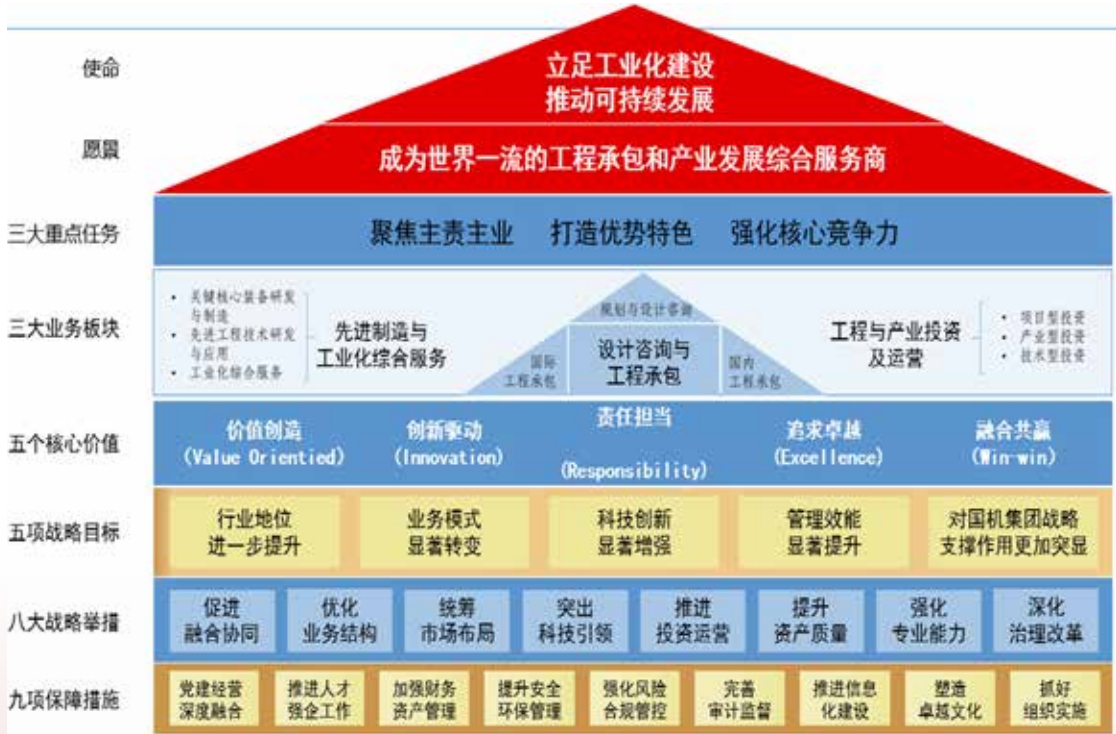 使命
立足工业化建设
推动可持续发展
愿景
成为世界一流的工程承包和产业发展综合服务商
三大重点任务
聚焦主责主业 打造优势特色 强化核心竞争力
三大业务板块
• 关键核心装备研发
与制造
• 先进工程技术研发
与应用
• 工业化综合服务
先进制造与
工业化综合服务
规划与设计咨询
国际
工程承包
设计咨询与
工程承包
国内
工程承包
工程与产业投资
及运营
• 项目型投资
• 产业型投资
• 技术型投资
五个核心价值
价值创造
(Value Orientied)
创新驱动
(Innovation)
责任担当
(Responsibility)
追求卓越
(Excellence)
融合共赢
(Win-win)
五项战略目标
行业地位
进一步提升
业务模式
显著转变
科技创新
显著增强
管理效能
显著提升
对国机集团战略
支撑作用更加突显
八大战略举措
促进
融合协同
优化
业务结构
统筹
市场布局
突出
科技引领
推进
投资运营
提升
资产质量
强化
专业能力
深化
治理改革
九项保障措施
党建经营
深度融合
推进人才
强企工作
加强财务
资产管理
提升安全
环保管理
强化风险
合规管控
完善
审计监督
推进信息
化建设
塑造
卓越文化
抓好
组织实施